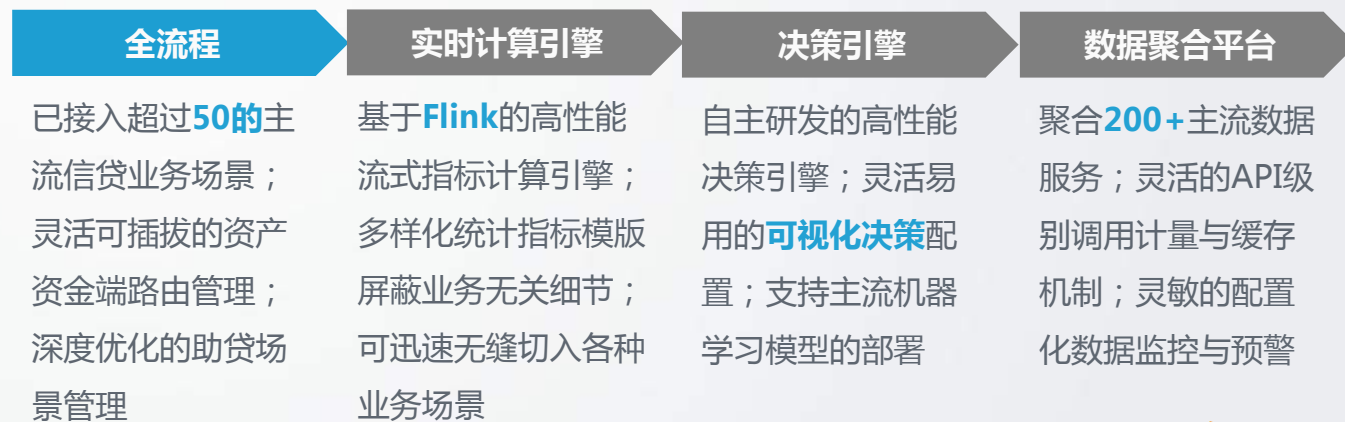 全流程
已接入超过50的主
流信贷业务场景；
灵活可插拔的资产
资金端路由管理；
深度优化的助贷场
景管理
实时计算引擎
基于Flink的高性能
流式指标计算引擎；
多样化统计指标模版
屏蔽业务无关细节；
可迅速无缝切入各种
业务场景
决策引擎
自主研发的高性能
决策引擎；灵活易
用的可视化决策配
置；支持主流机器
学习模型的部署
数据聚合平台
聚合200+主流数据
服务；灵活的API级
别调用计量与缓存
机制；灵敏的配置
化数据监控与预警